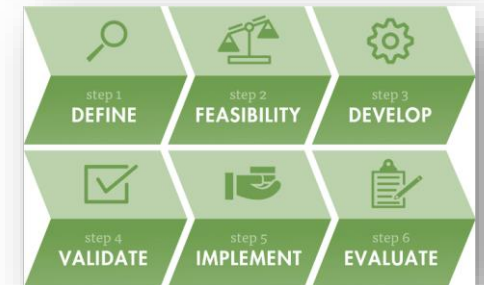 step 1
DEFINE
step 2
FEASIBILITY
step 3
DEVELOP
step 4
VALIDATE
step 5
IMPLEMENT
step 6
EVALUATE